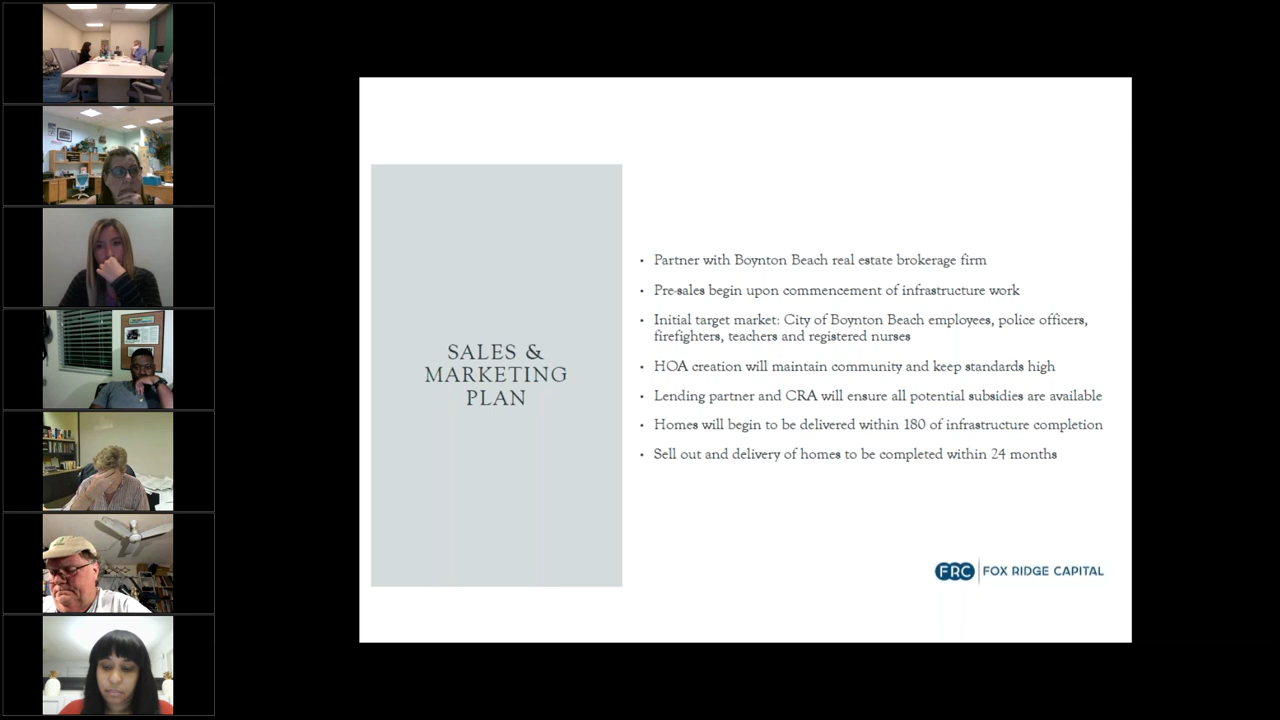 SALES &
MARKETING
PLAN
• Partner with Boynton Beach real estate brokerage firm
• Pre-sales begin upon commencement of infrastructure work
• Initial target market: City of Boynton Beach employees, police officers,
firefighters, teachers and registered nurses
• HOA creation will maintain community and keep standards high
• Lending partner and CRA will ensure all potential subsidies are available
• Homes will begin to be delivered within 180 of infrastructure completion
• Sell out and delivery of homes to be completed within 24 months
FRC FOX RIDGE CAPITAL